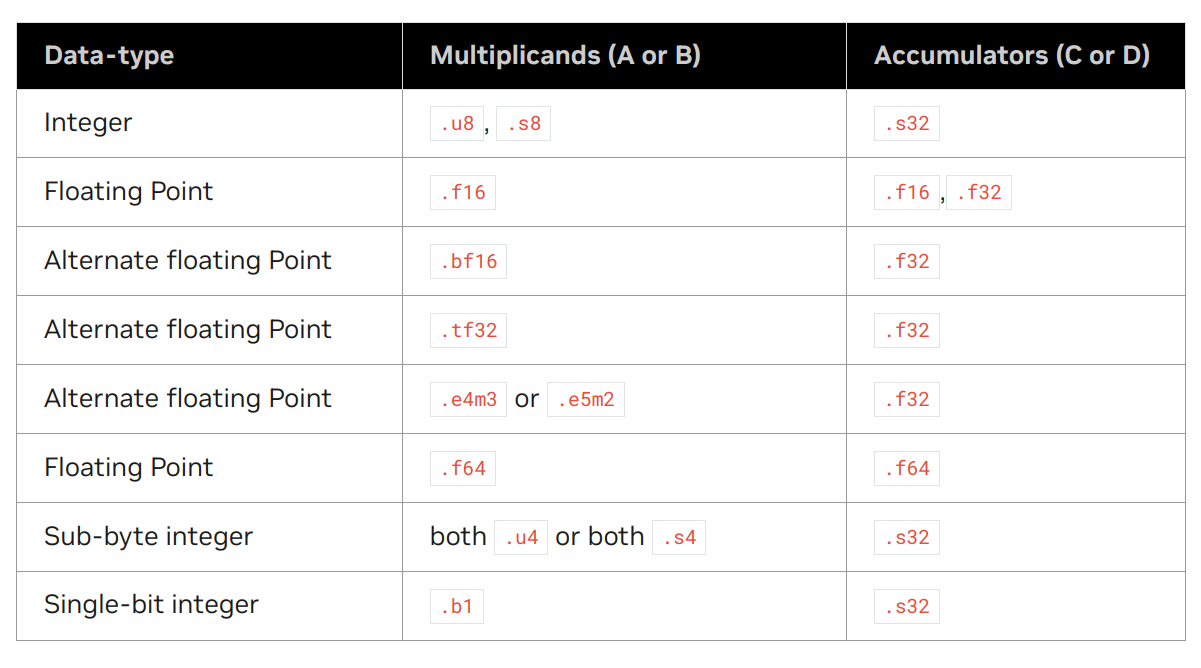 Data-type Multiplicands (A or B) Accumulators (C or D)
Integer .u8, .s8 .s32
Floating Point .f16 .f16, .f32
Alternate floating Point .bf16 .f32
Alternate floating Point .tf32 .f32
Alternate floating Point .e4m3 or .e5m2 .f32
Floating Point .f64 .f64
Sub-byte integer both .u4 or both .s4 .s32
Single-bit integer .b1 .s32